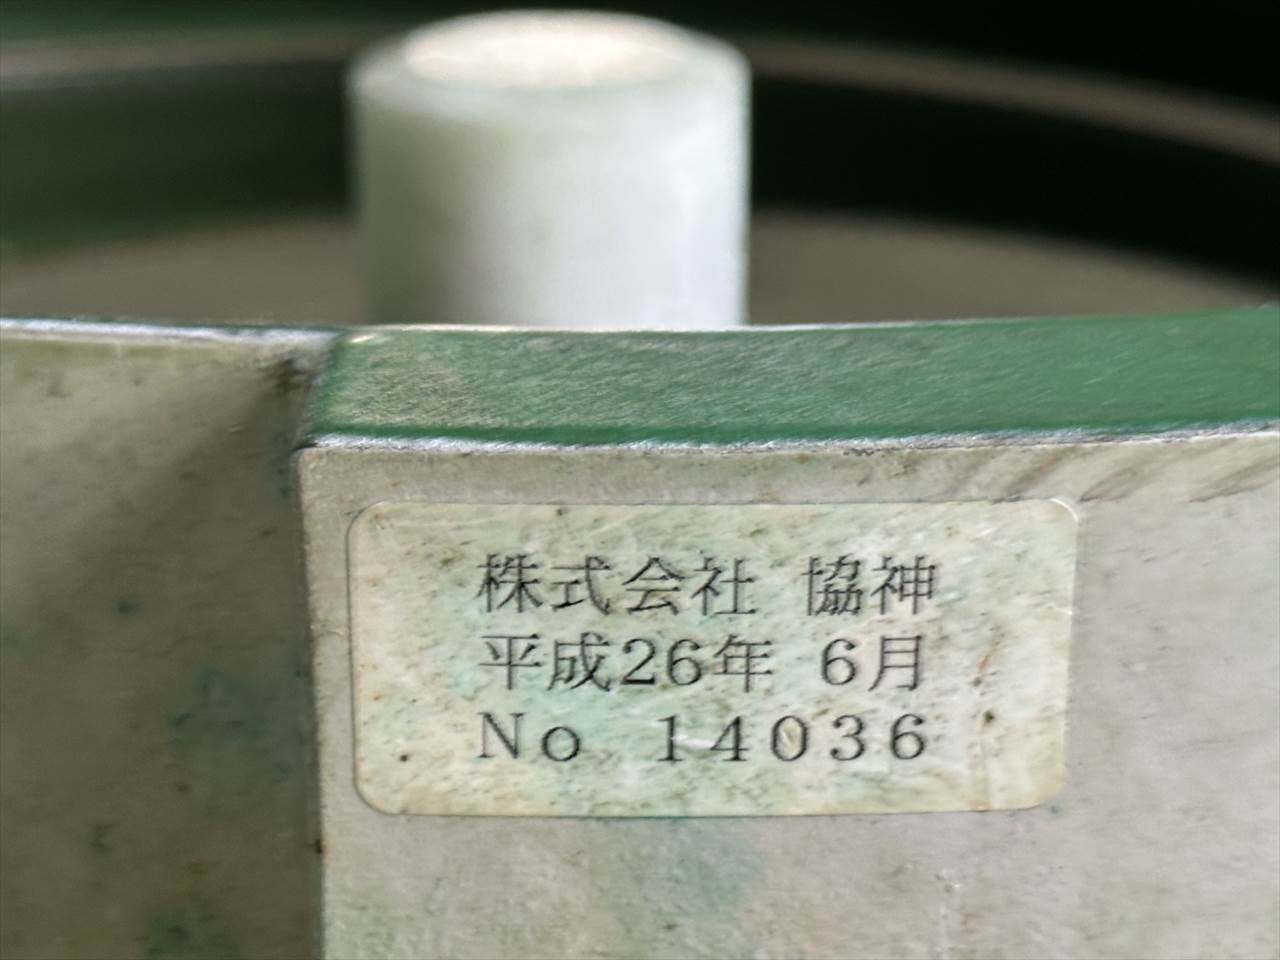 株式会社 協神
平成26年 6月
No 14036